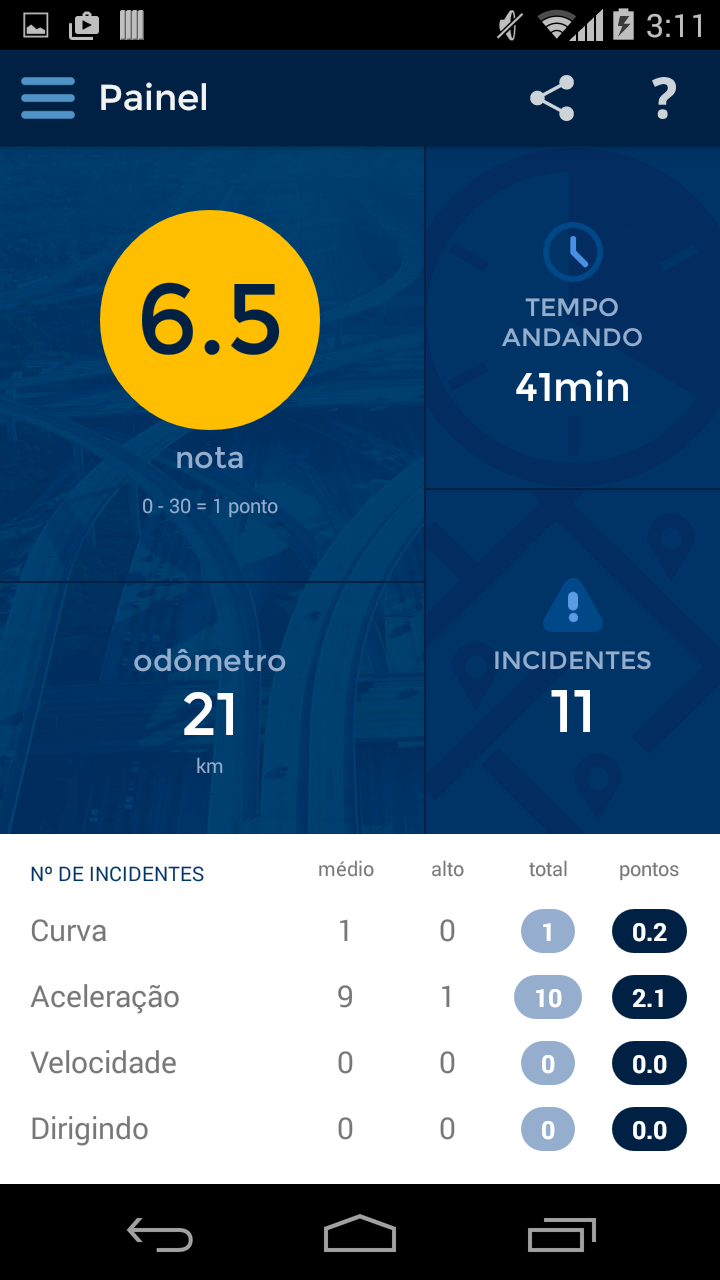 3:11
Painel
6.5
nota
0 - 30 = 1 ponto
TEMPO
ANDANDO
41min
odômetro
21
km
INCIDENTES
11
Nº DE INCIDENTES médio alto total pontos
Curva 1 0 1 0.2
Aceleração 9 1 10 2.1
Velocidade 0 0 0 0.0
Dirigindo 0 0 0 0.0